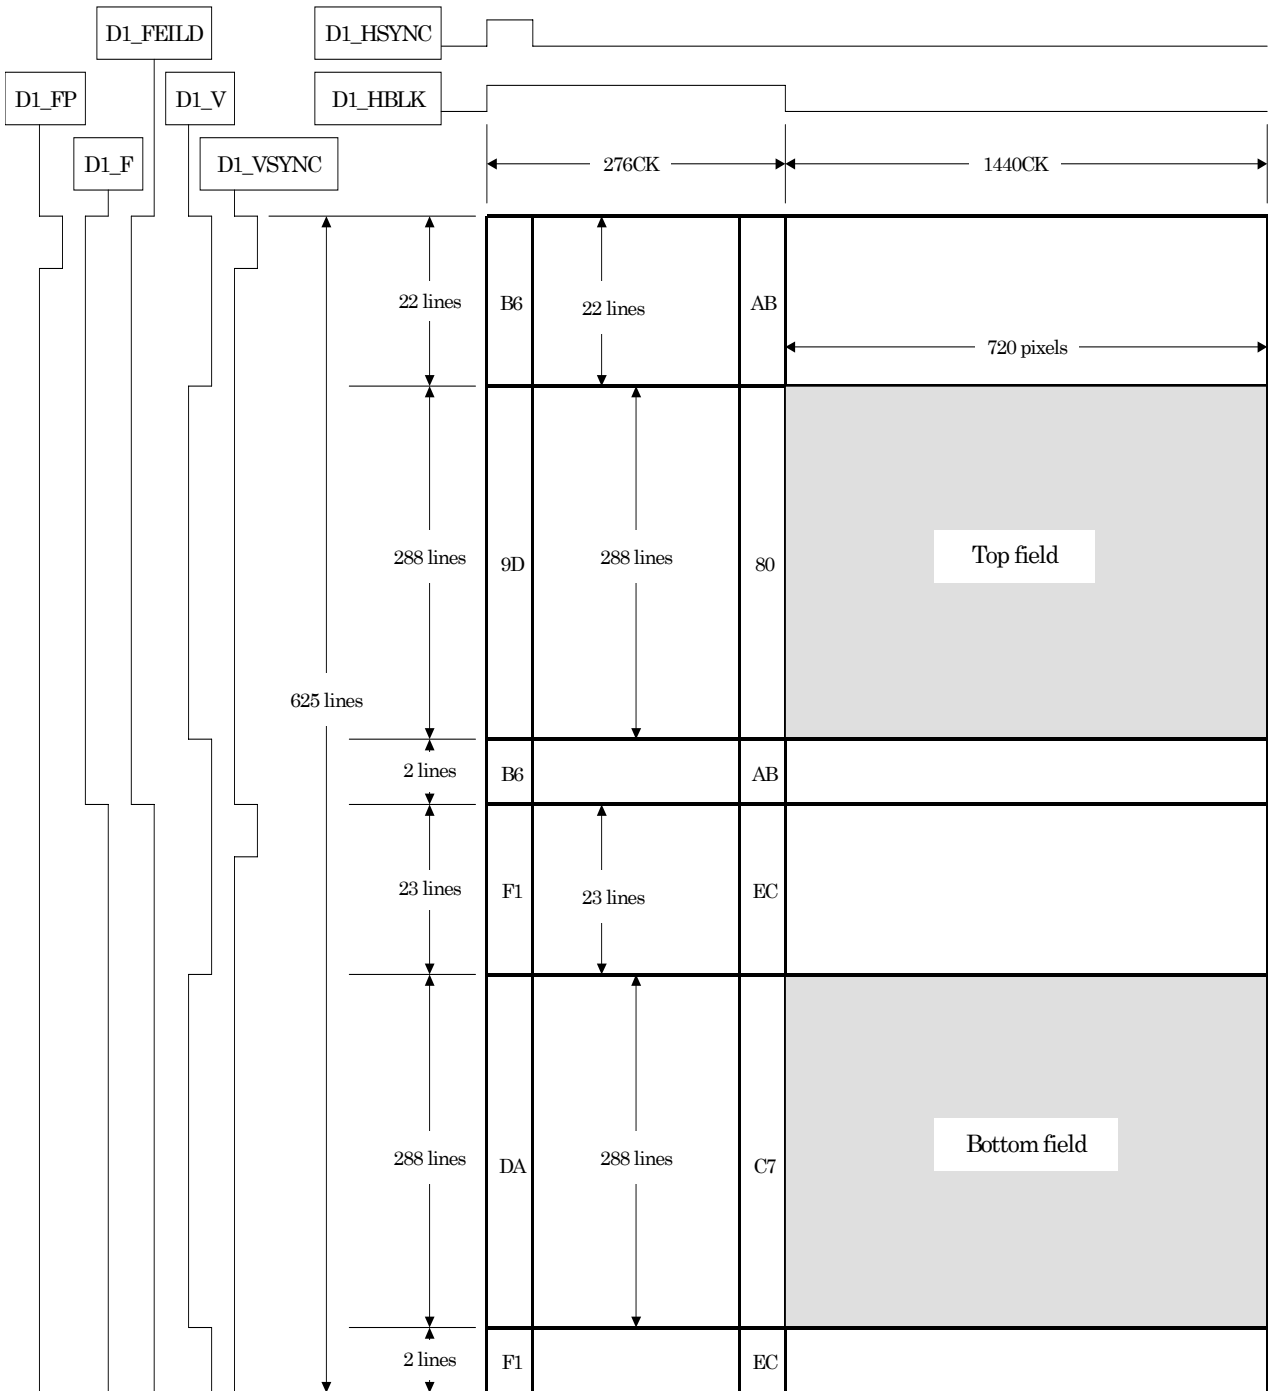 D1_FEILD
D1_HSYNC
D1_FP
D1_V
D1_HBLK
D1_F
D1_VSYNC
276CK
1440CK
22 lines
B6
22 lines
AB
720 pixels
288 lines
9D
288 lines
80
Top field
625 lines
2 lines
B6
AB
23 lines
F1
23 lines
EC
288 lines
DA
288 lines
C7
Bottom field
2 lines
F1
EC